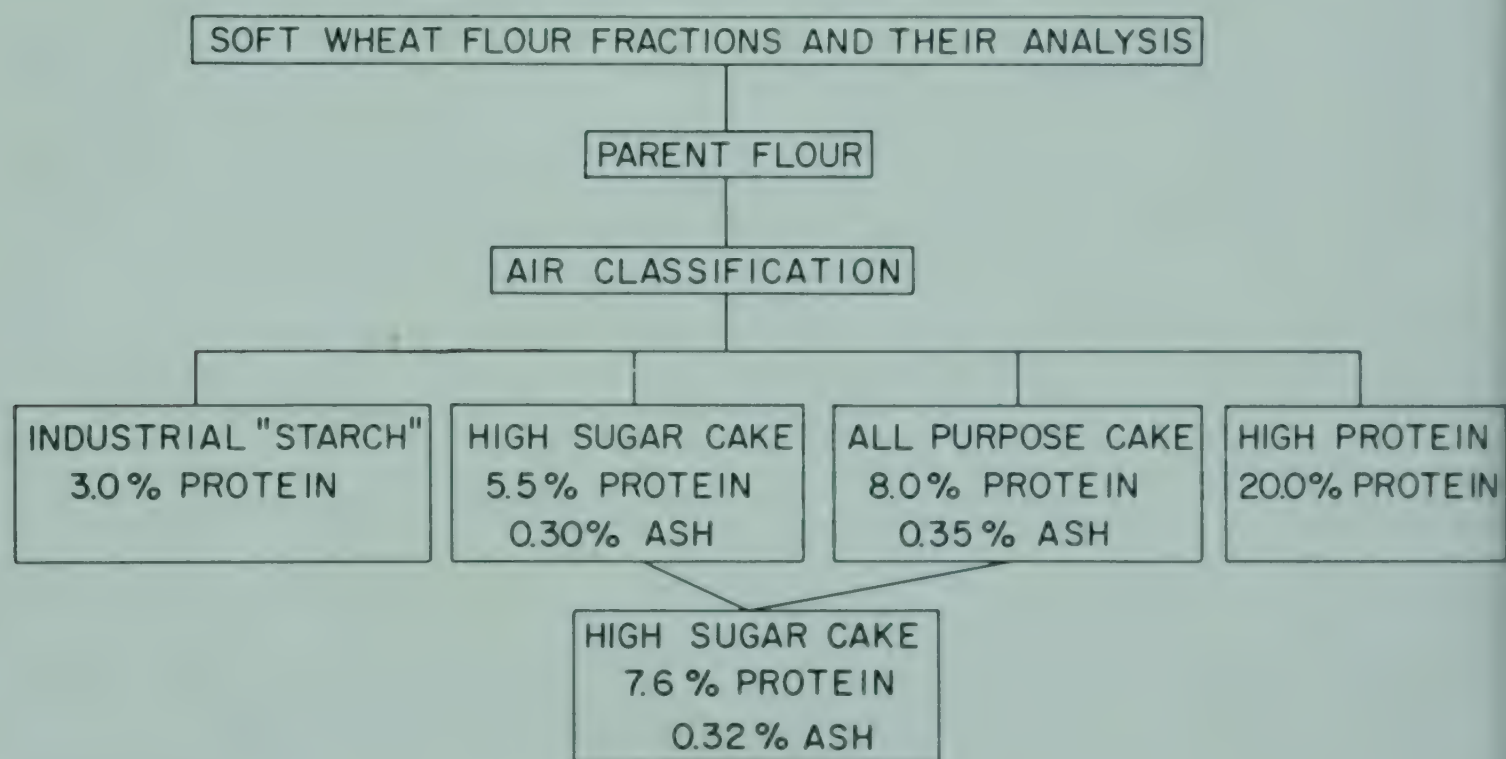 SOFT WHEAT FLOUR FRACTIONS AND THEIR ANALYSIS
PARENT FLOUR
AIR CLASSIFICATION
INDUSTRIAL "STARCH"
3.0% PROTEIN
HIGH SUGAR CAKE
5.5% PROTEIN
0.30% ASH
ALL PURPOSE CAKE
8.0% PROTEIN
0.35% ASH
HIGH PROTEIN
20.0% PROTEIN
HIGH SUGAR CAKE
7.6% PROTEIN
0.32% ASH